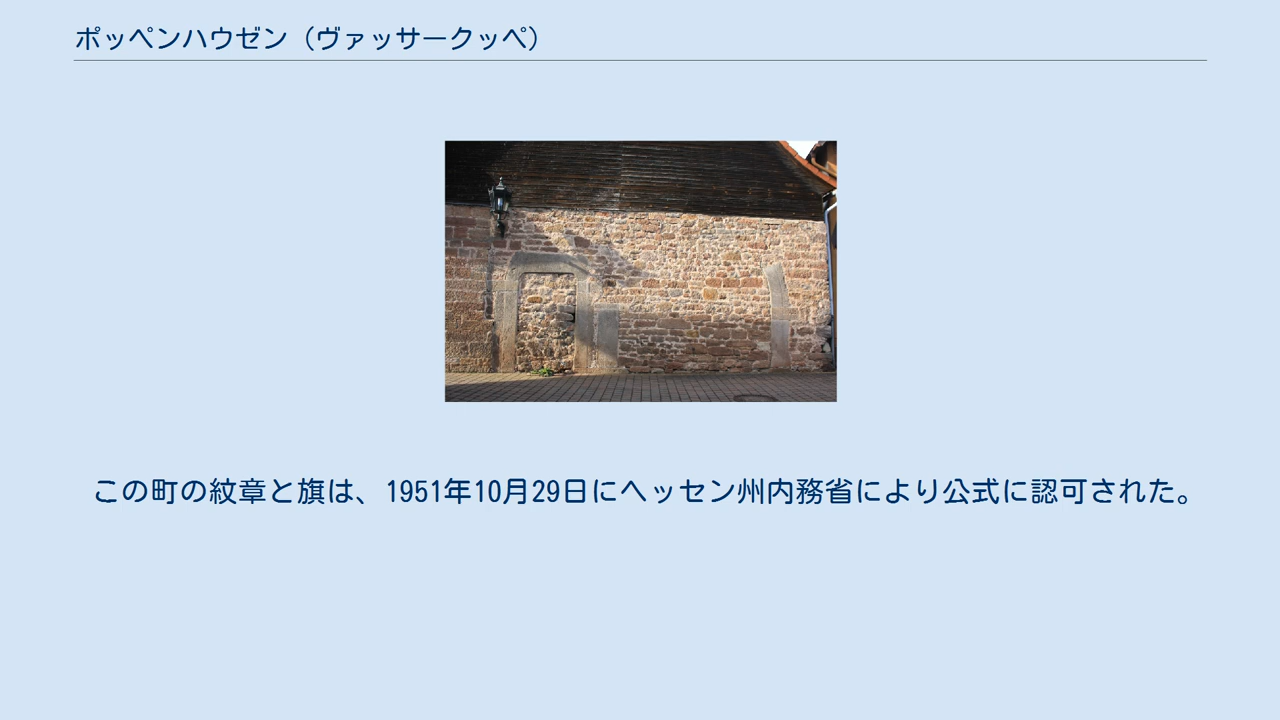 ポッペンハウゼン（ヴァッサークッペ）
この町の紋章と旗は、1951年10月29日にヘッセン州内務省により公式に認可された。